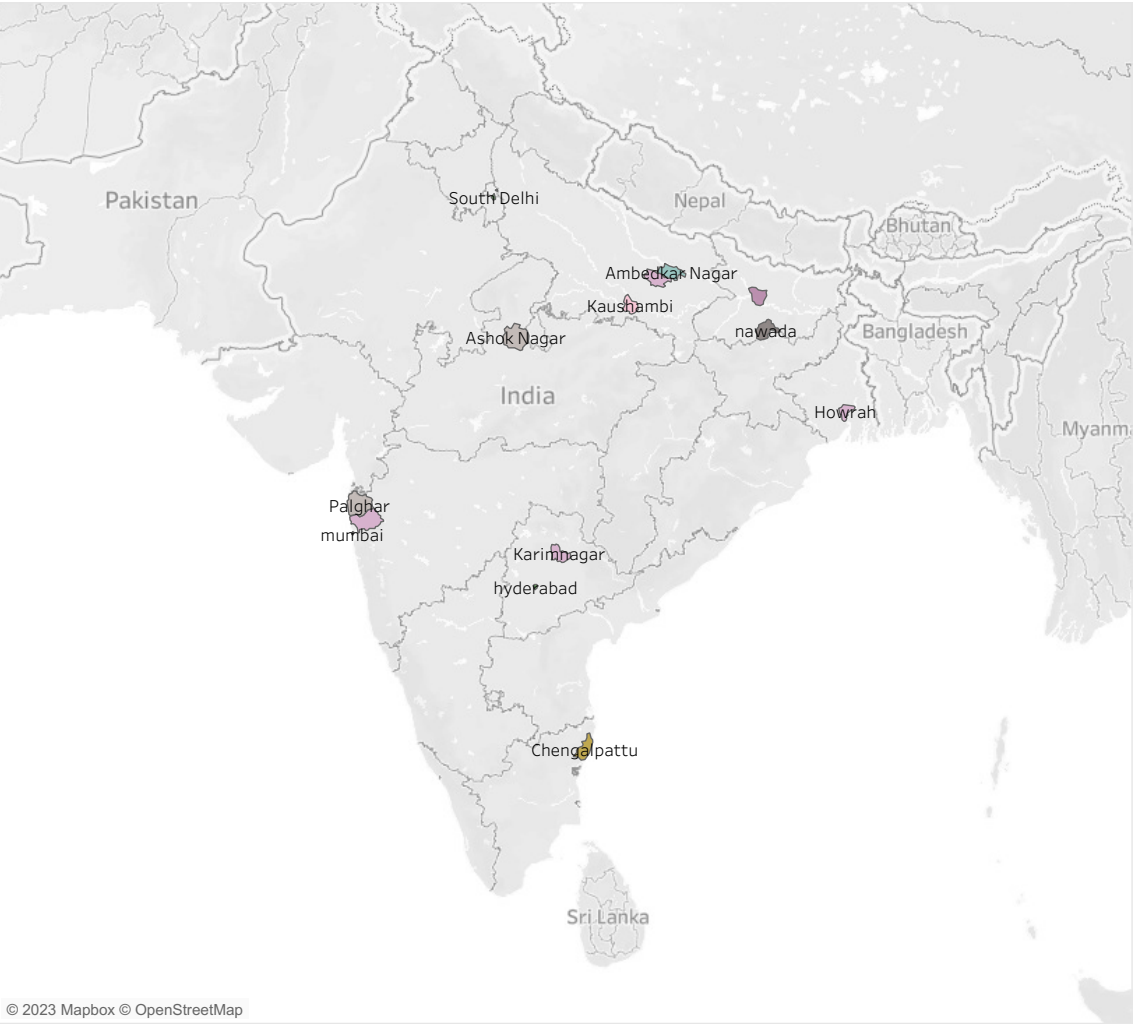 Pakistan
South Delhi
Nepal
Bhutan
Ambedkar Nagar
Kaushambi
nawada
Bangladesh
Ashok Nagar
India
Howrah
Myanm
Palghar
mumbai
Karimnagar
hyderabad
Chengalpattu
Sri Lanka
© 2023 Mapbox © OpenStreetMap